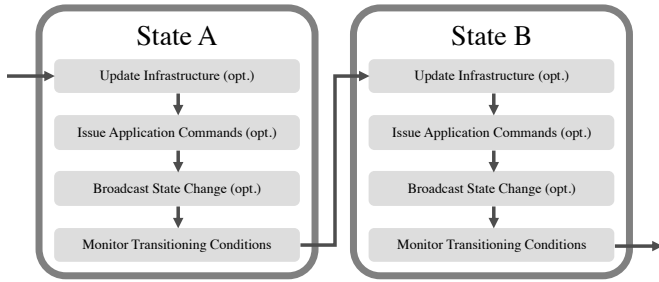 State A
Update Infrastructure (opt.)
Issue Application Commands (opt.)
Broadcast State Change (opt.)
Monitor Transitioning Conditions
State B
Update Infrastructure (opt.)
Issue Application Commands (opt.)
Broadcast State Change (opt.)
Monitor Transitioning Conditions